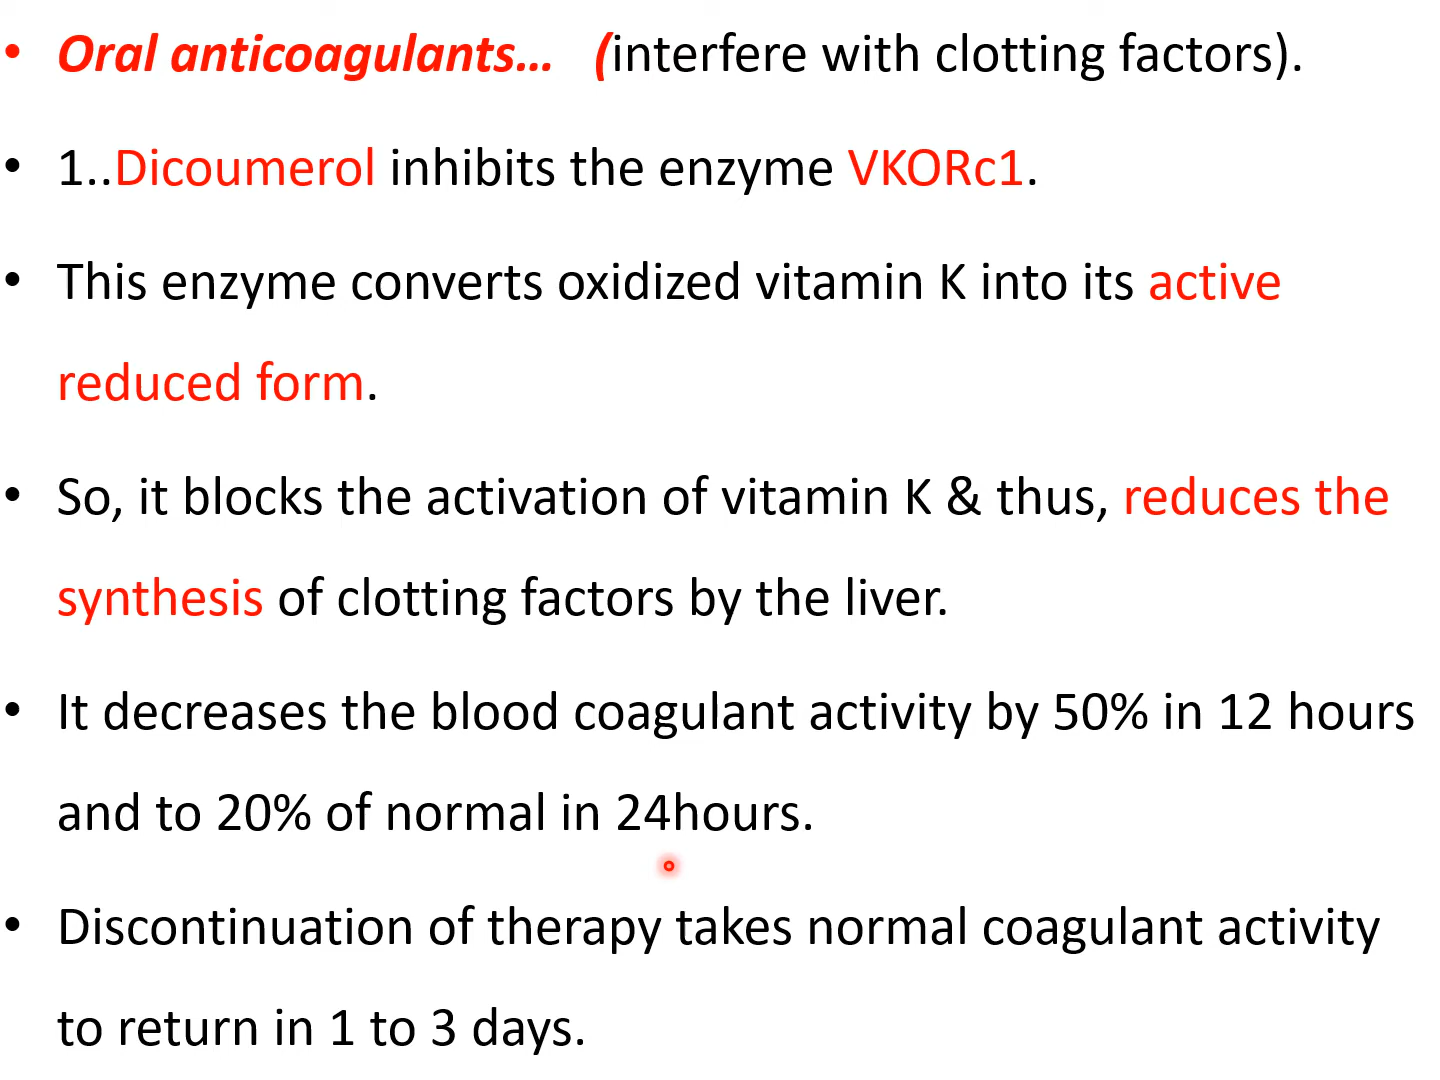 • Oral anticoagulants... (interfere with clotting factors).
• 1..Dicoumerol inhibits the enzyme VKORc1.
• This enzyme converts oxidized vitamin K into its active
reduced form.
• So, it blocks the activation of vitamin K & thus, reduces the
synthesis of clotting factors by the liver.
• It decreases the blood coagulant activity by 50% in 12 hours
and to 20% of normal in 24hours.
• Discontinuation of therapy takes normal coagulant activity
to return in 1 to 3 days.